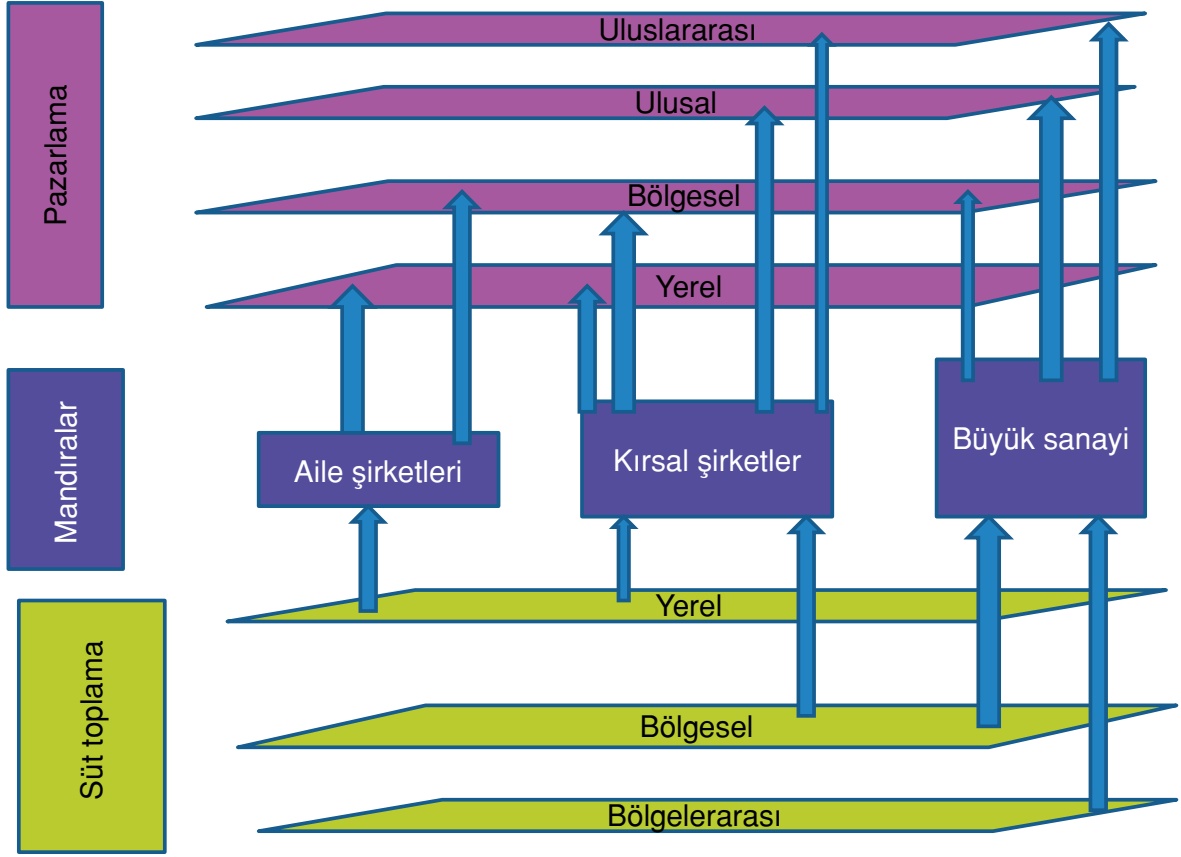 Pazarlama
Uluslararası
Ulusal
Bölgesel
Yerel
Mandıralar
Aile şirketleri
Kırsal şirketler
Büyük sanayi
Süt toplama
Yerel
Bölgesel
Bölgelerarası